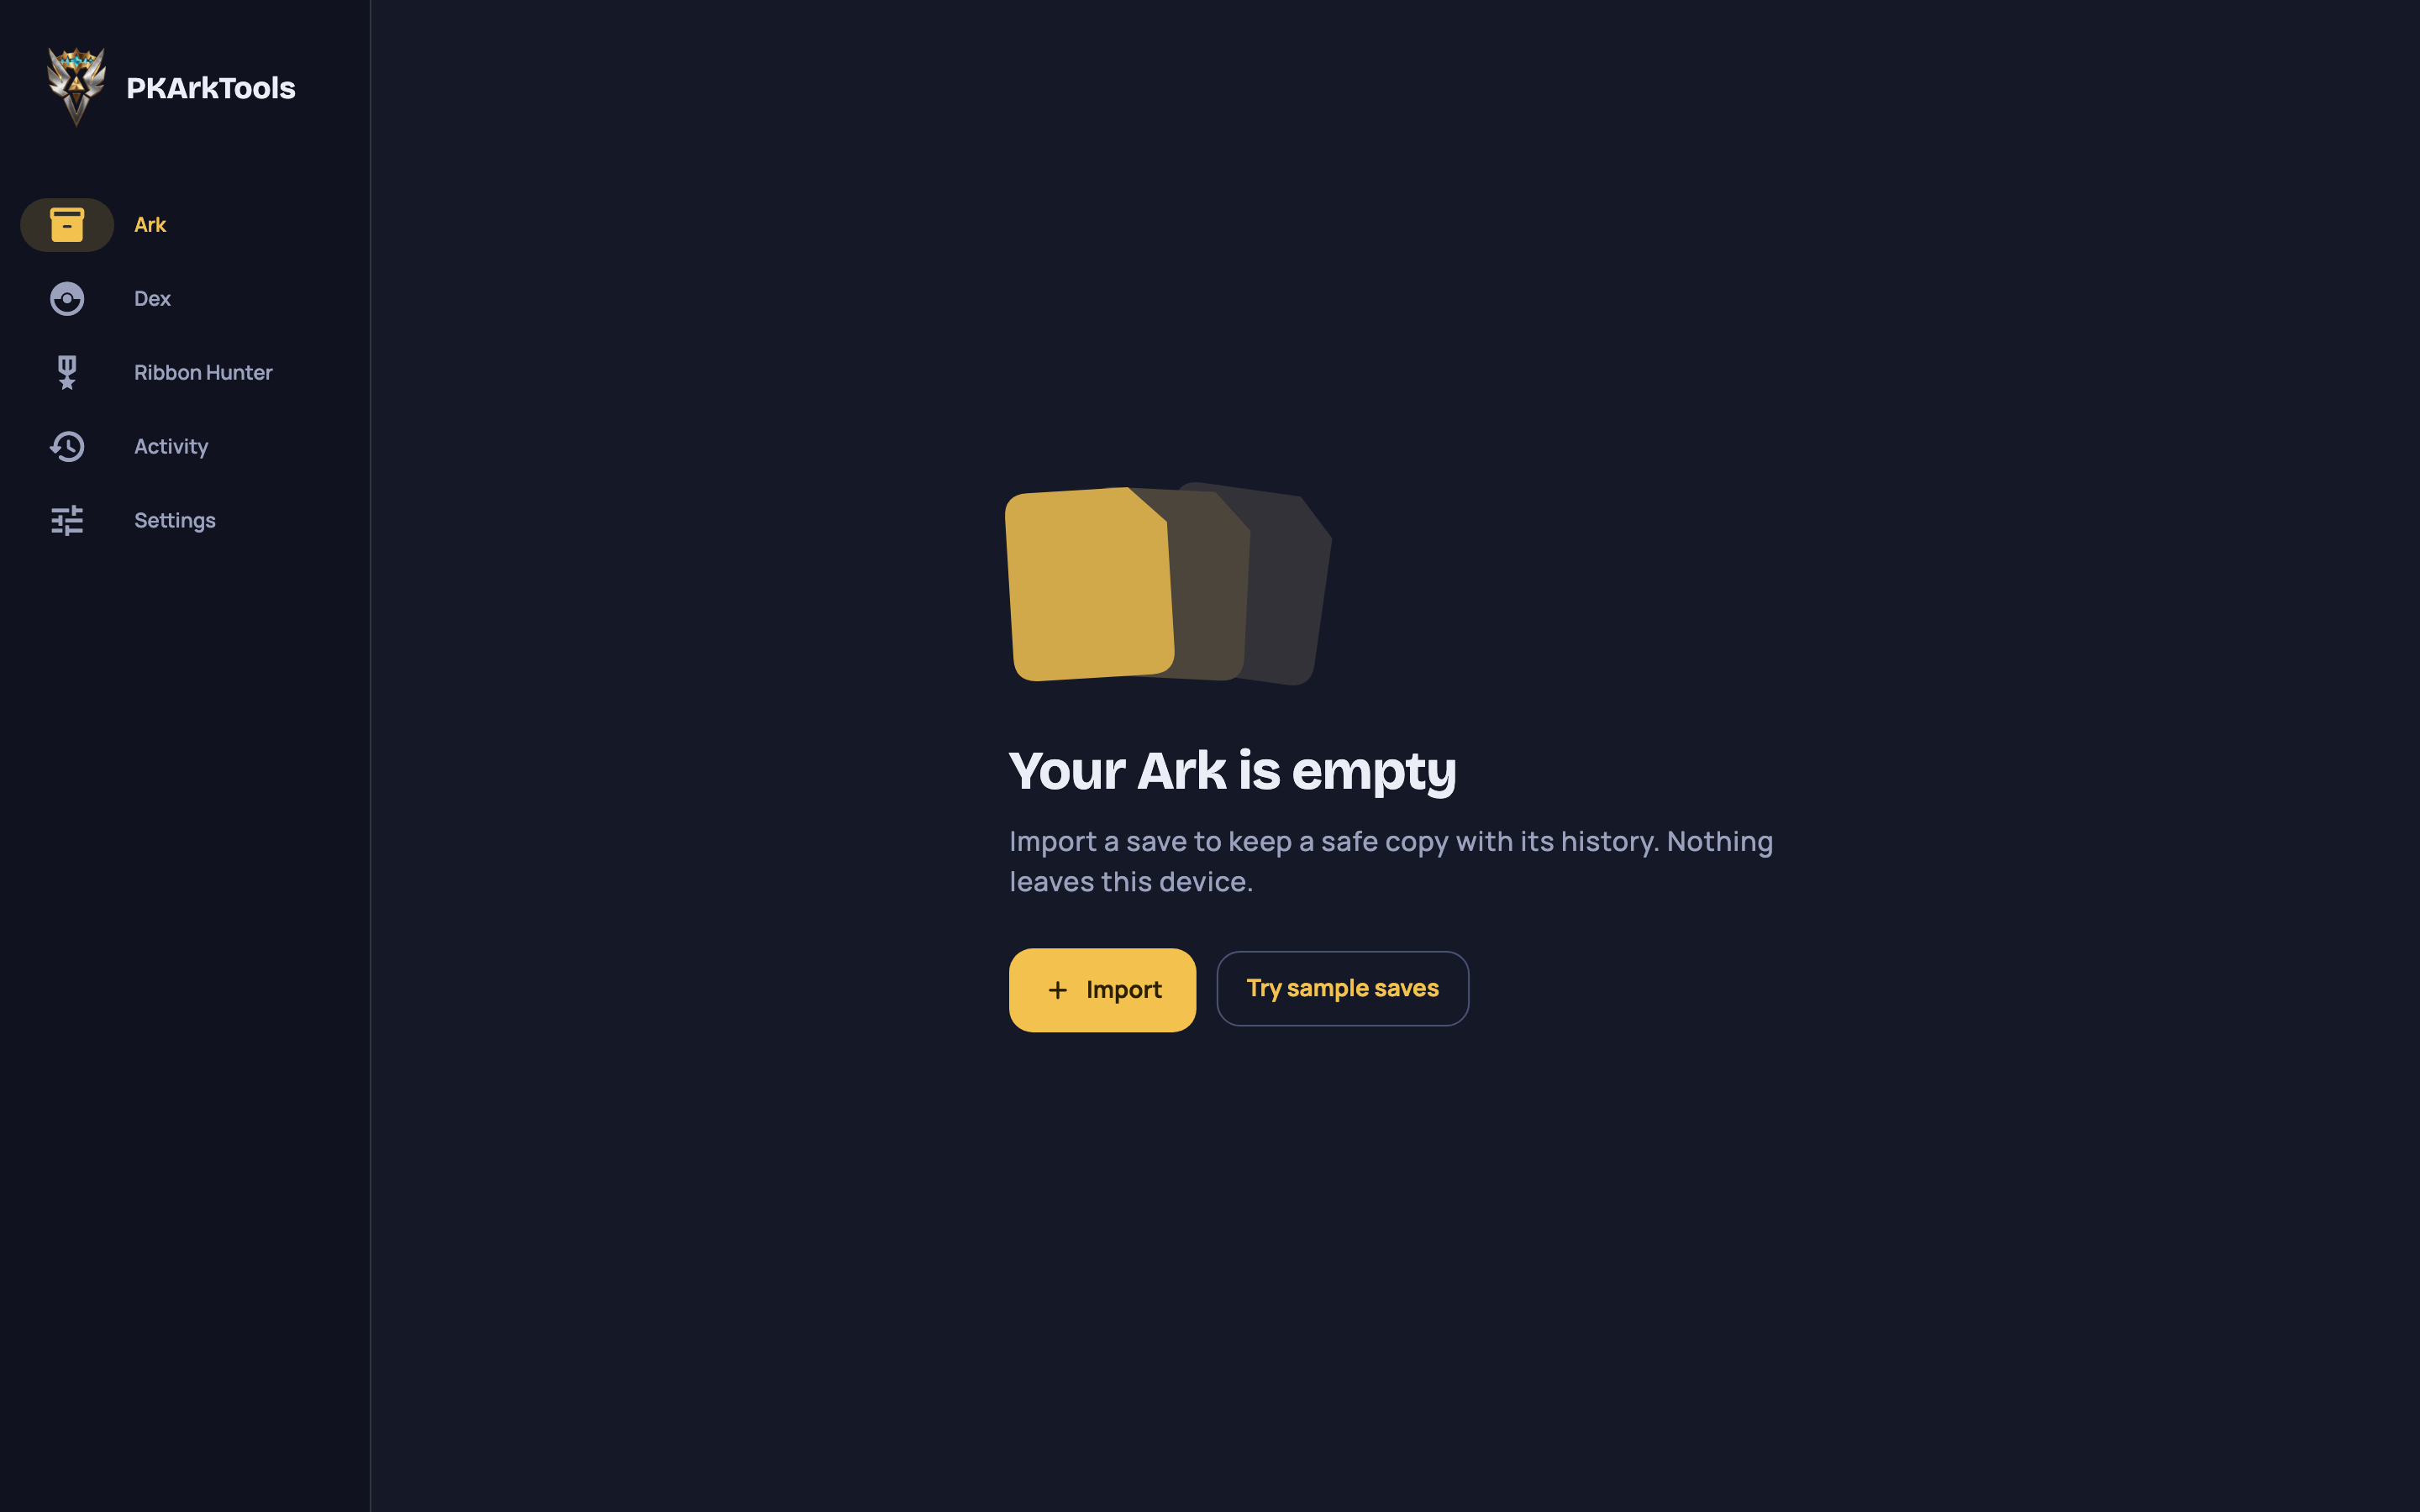 PKArkTools
Ark
Dex
Ribbon Hunter
Activity
Settings
Your Ark is empty
Import a save to keep a safe copy with its history. Nothing
leaves this device.
+ Import
Try sample saves